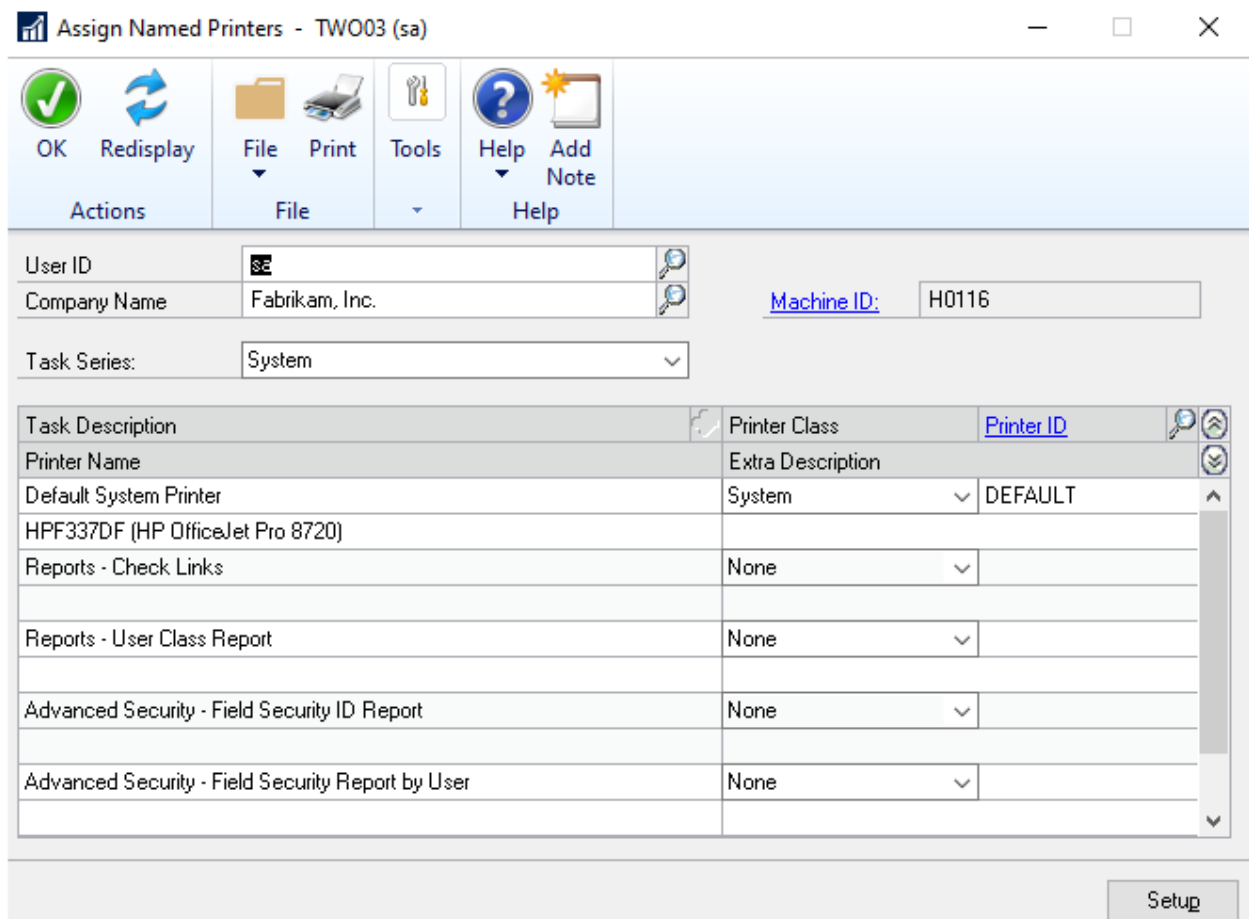 Assign Named Printers  -  TWO03 (sa)
OK Redisplay File Print Tools Help Add Note
Actions File Help
User ID sa
Company Name Fabrikam, Inc. Machine ID: H0116
Task Series: System
Task Description Printer Class Printer ID
Printer Name Extra Description
Default System Printer System DEFAULT
HPF337DF (HP OfficeJet Pro 8720)
Reports - Check Links None
Reports - User Class Report None
Advanced Security - Field Security ID Report None
Advanced Security - Field Security Report by User None
Setup